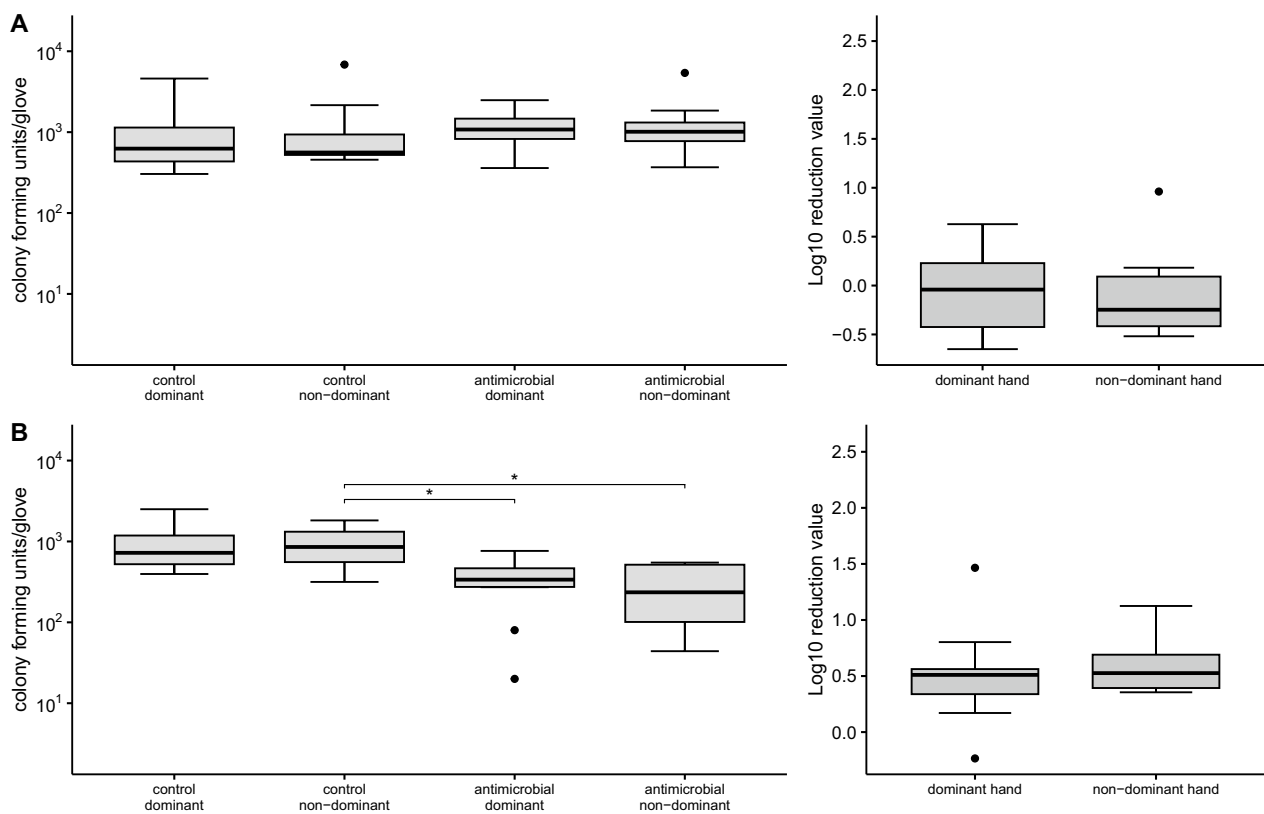 A
colony forming units/glove
10^4
10^3
10^2
10^1
control
dominant
control
non−dominant
antimicrobial
dominant
antimicrobial
non−dominant
Log10 reduction value
2.5
2.0
1.5
1.0
0.5
0.0
−0.5
dominant hand
non−dominant hand
B
colony forming units/glove
10^4
10^3
10^2
10^1
*
*
control
dominant
control
non−dominant
antimicrobial
dominant
antimicrobial
non−dominant
Log10 reduction value
2.5
2.0
1.5
1.0
0.5
0.0
dominant hand
non−dominant hand